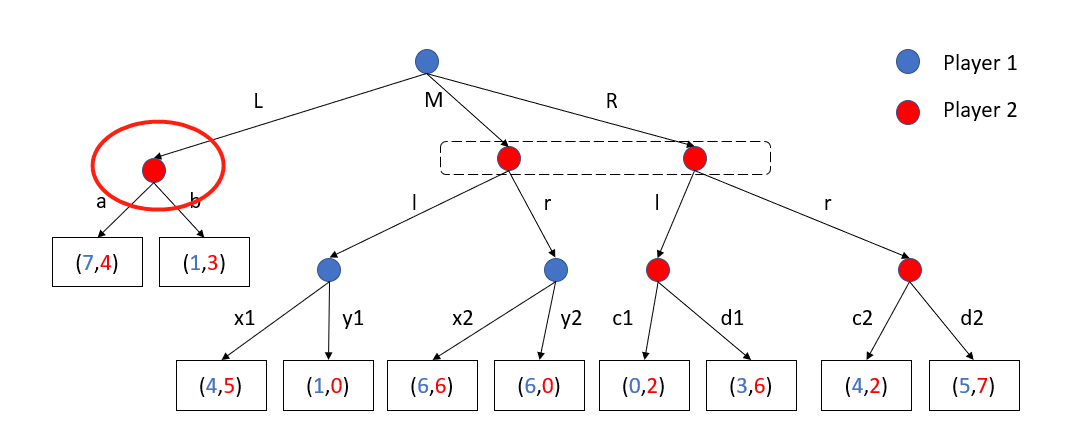 Player 1
L
M
R
Player 2
a
b
l
r
l
r
(7,4)
(1,3)
x1
y1
x2
y2
c1
d1
c2
d2
(4,5)
(1,0)
(6,6)
(6,0)
(0,2)
(3,6)
(4,2)
(5,7)